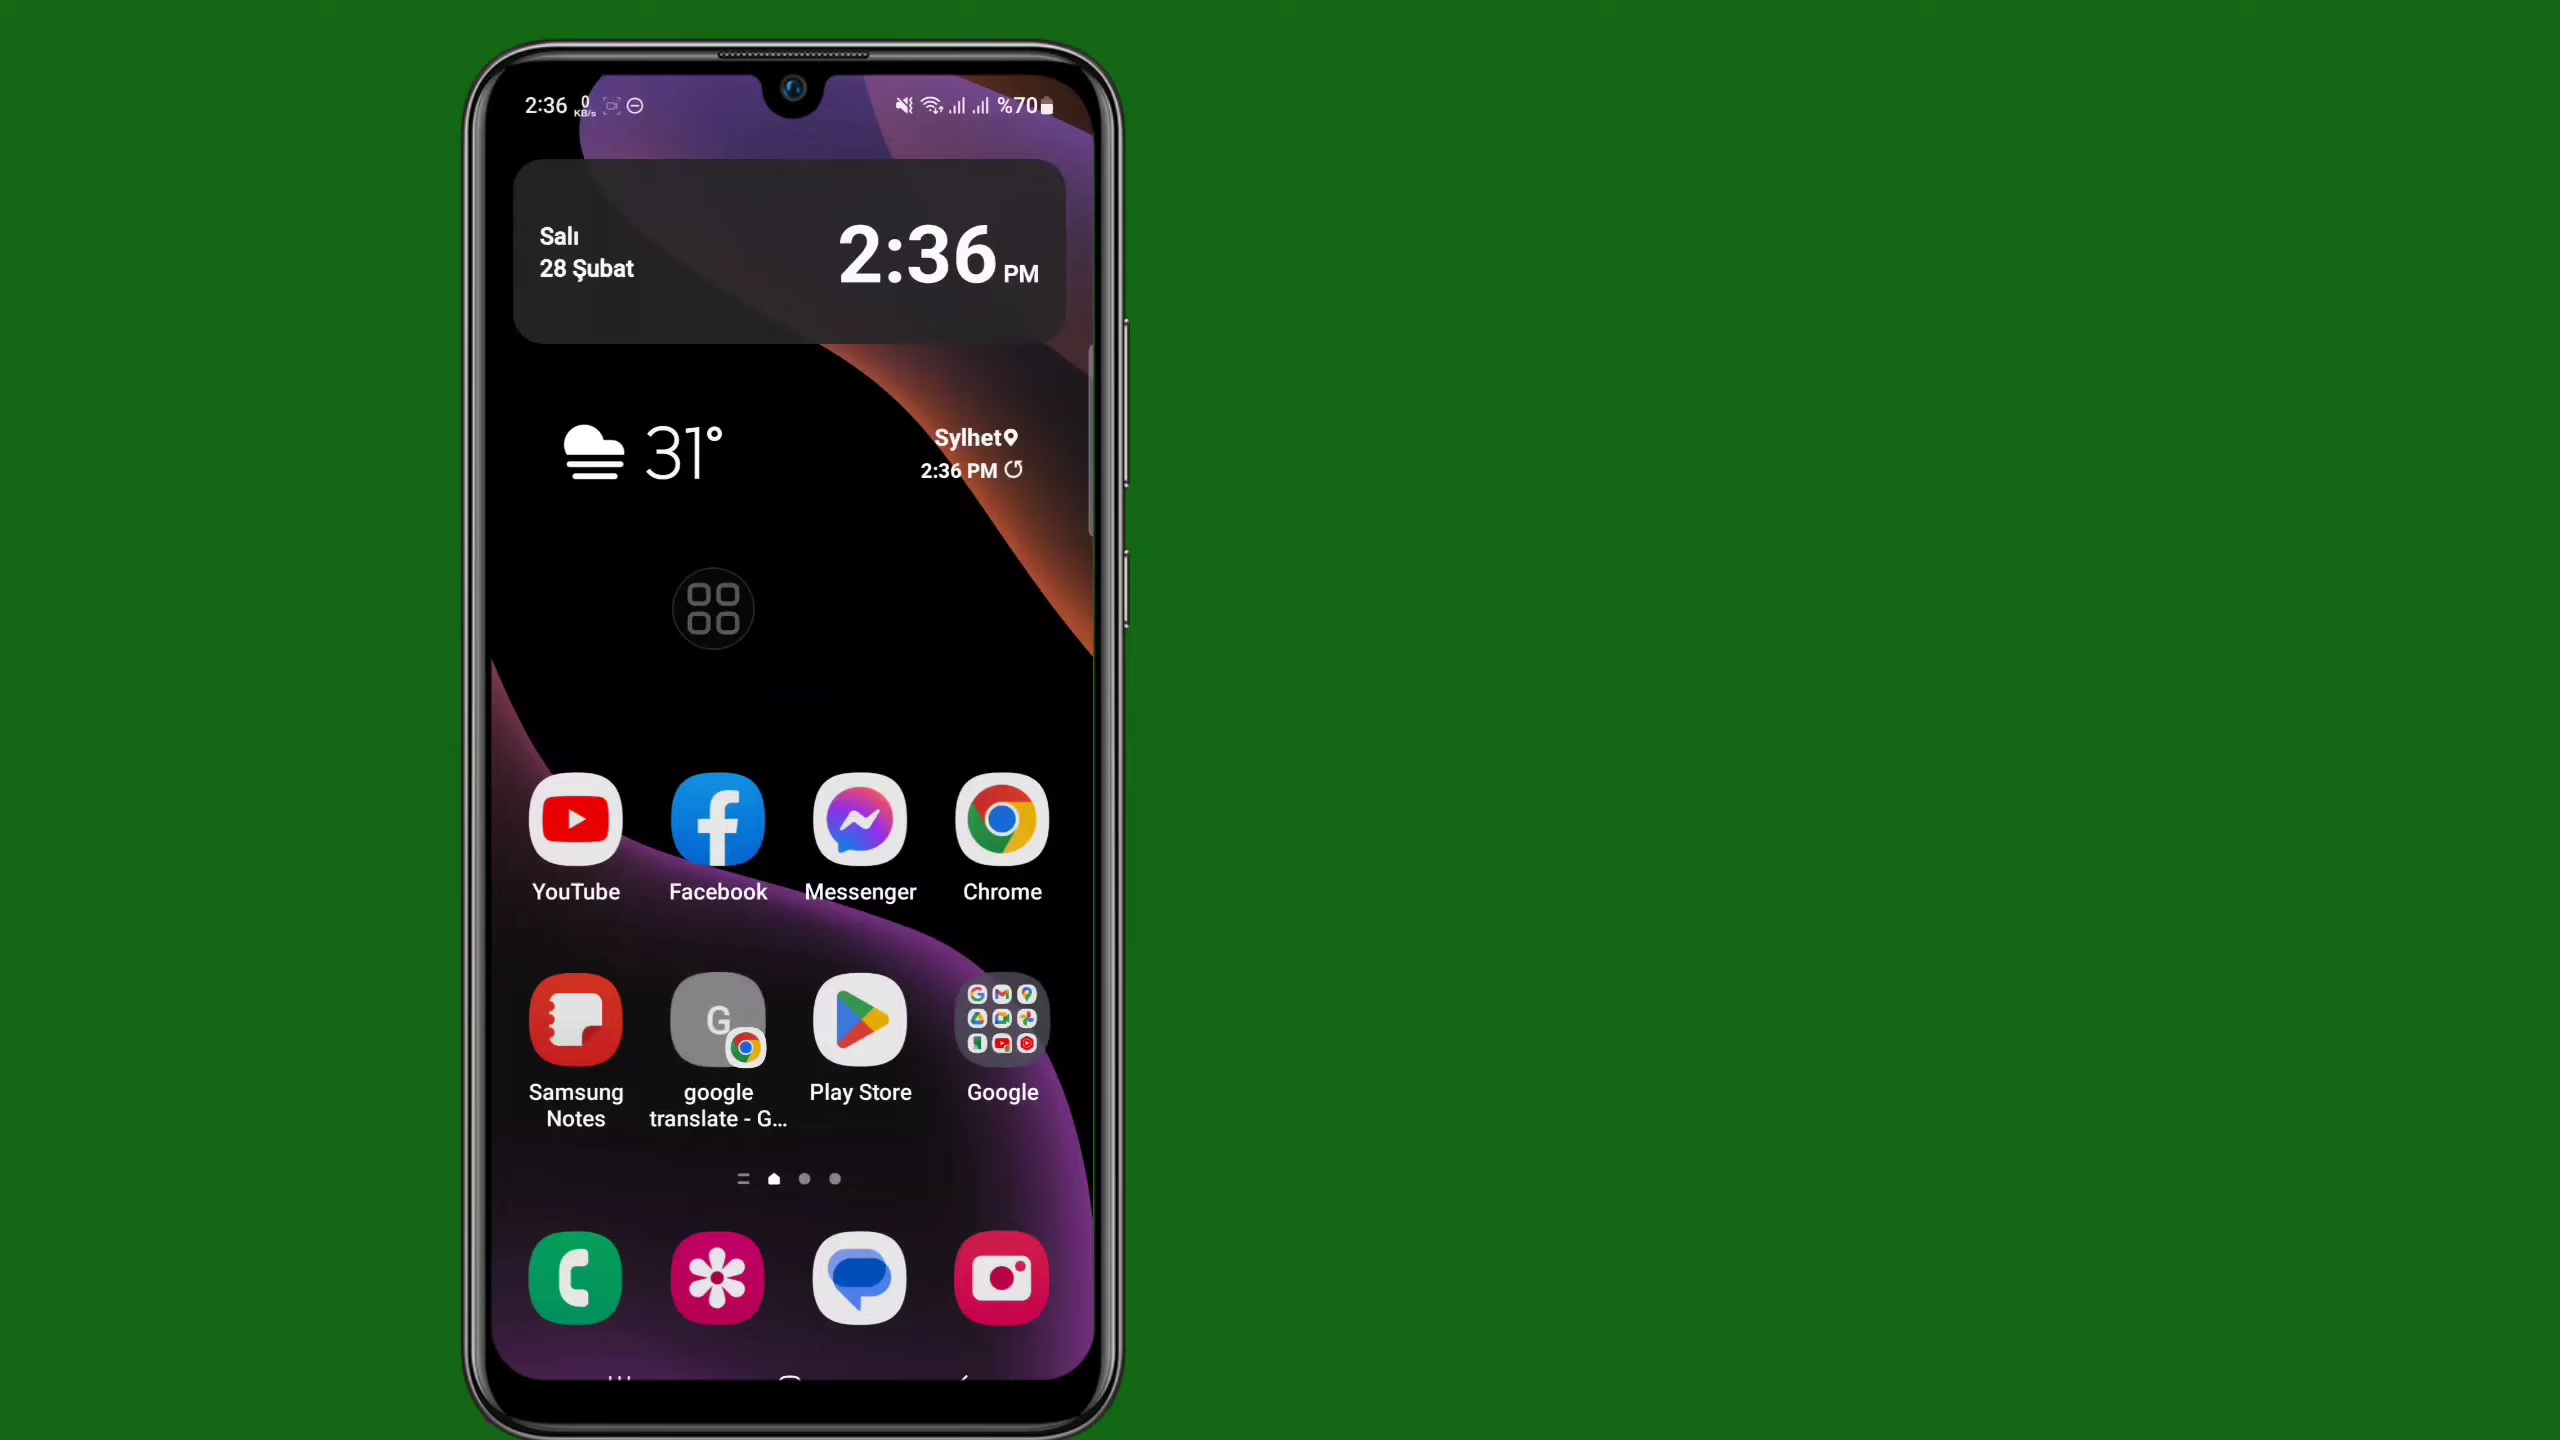 2:36 0 KB/s %70
Salı
28 Şubat
2:36 PM
31°
Sylhet
2:36 PM
YouTube
Facebook
Messenger
Chrome
G
Samsung
Notes
google
translate - G...
Play Store
Google